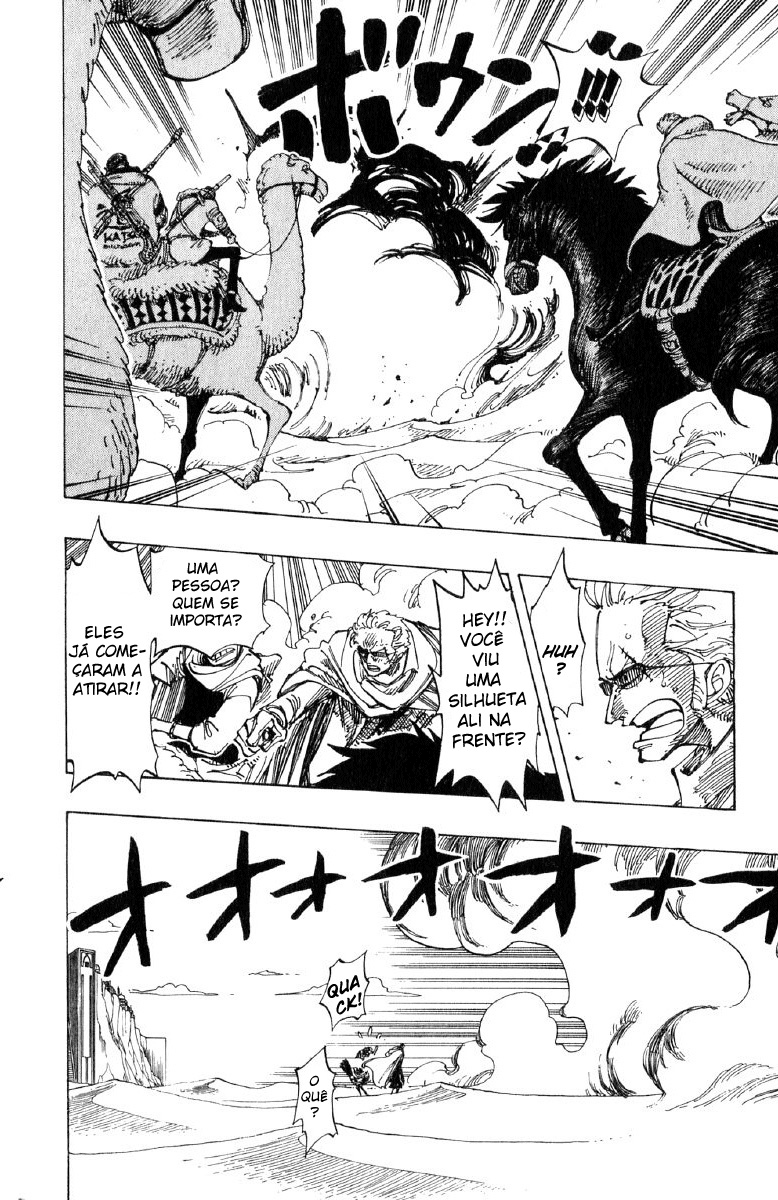 ボウン
!!!
HUH
?
HEY!!
VOCÊ
VIU
UMA
SILHUETA
ALI NA
FRENTE?
UMA
PESSOA?
QUEM SE
IMPORTA?
ELES
JÁ COME-
ÇARAM A
ATIRAR!!
オオオオオオオ
QUA
CK!
O
QUÊ
?